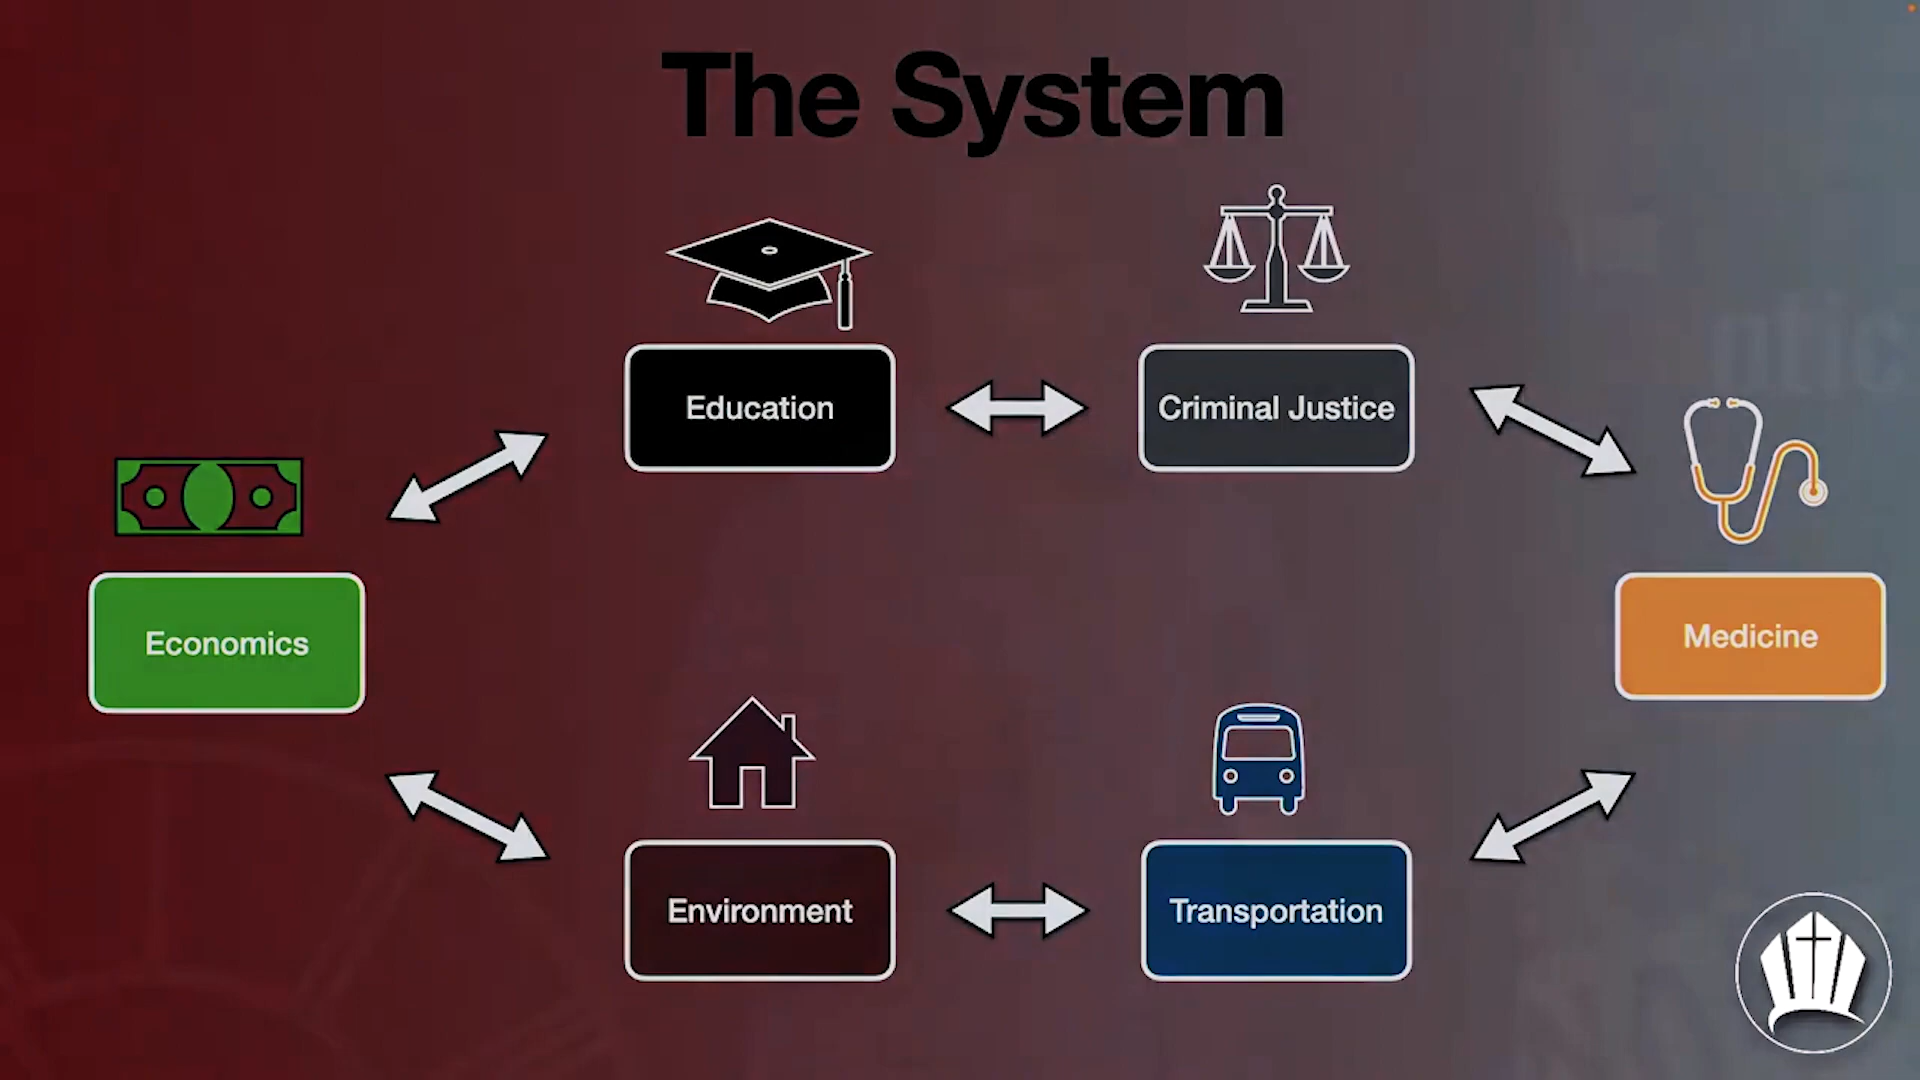 The System
Education
Criminal Justice
Economics
Medicine
Environment
Transportation